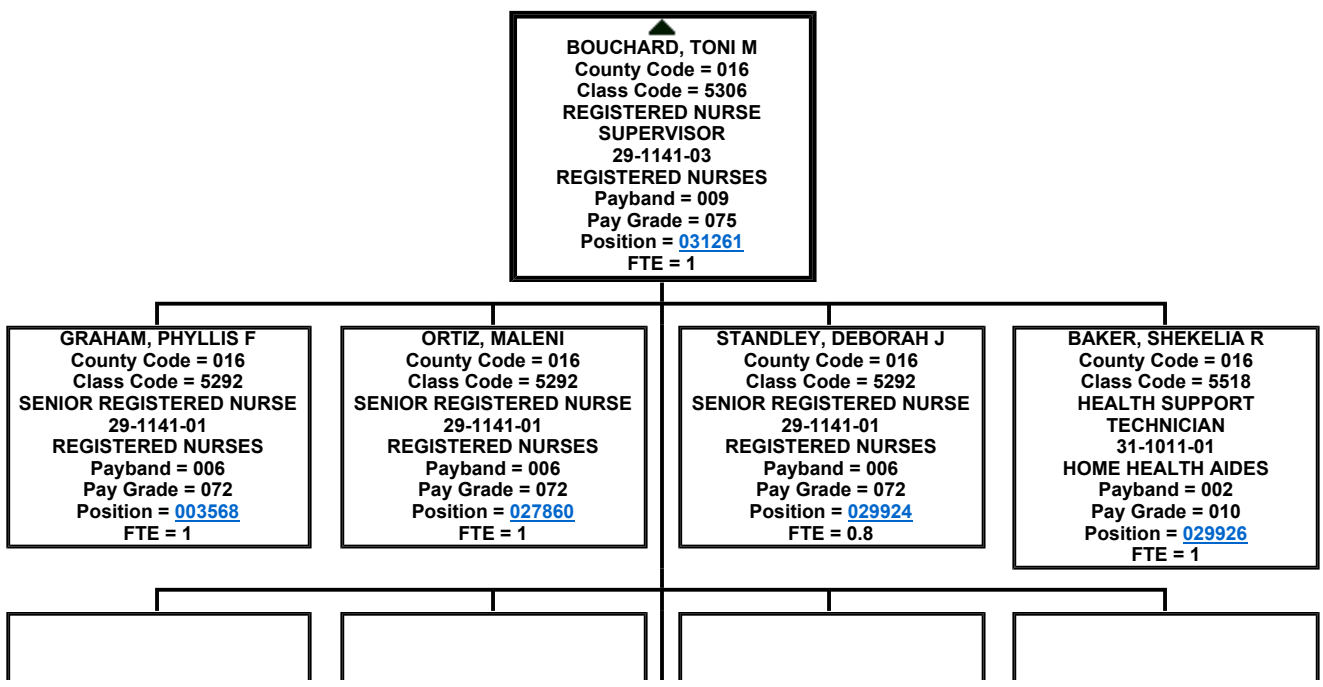 BOUCHARD, TONI M
County Code = 016
Class Code = 5306
REGISTERED NURSE
SUPERVISOR
29-1141-03
REGISTERED NURSES
Payband = 009
Pay Grade = 075
Position = 031261
FTE = 1
GRAHAM, PHYLLIS F
County Code = 016
Class Code = 5292
SENIOR REGISTERED NURSE
29-1141-01
REGISTERED NURSES
Payband = 006
Pay Grade = 072
Position = 003568
FTE = 1
ORTIZ, MALENI
County Code = 016
Class Code = 5292
SENIOR REGISTERED NURSE
29-1141-01
REGISTERED NURSES
Payband = 006
Pay Grade = 072
Position = 027860
FTE = 1
STANDLEY, DEBORAH J
County Code = 016
Class Code = 5292
SENIOR REGISTERED NURSE
29-1141-01
REGISTERED NURSES
Payband = 006
Pay Grade = 072
Position = 029924
FTE = 0.8
BAKER, SHEKELIA R
County Code = 016
Class Code = 5518
HEALTH SUPPORT
TECHNICIAN
31-1011-01
HOME HEALTH AIDES
Payband = 002
Pay Grade = 010
Position = 029926
FTE = 1